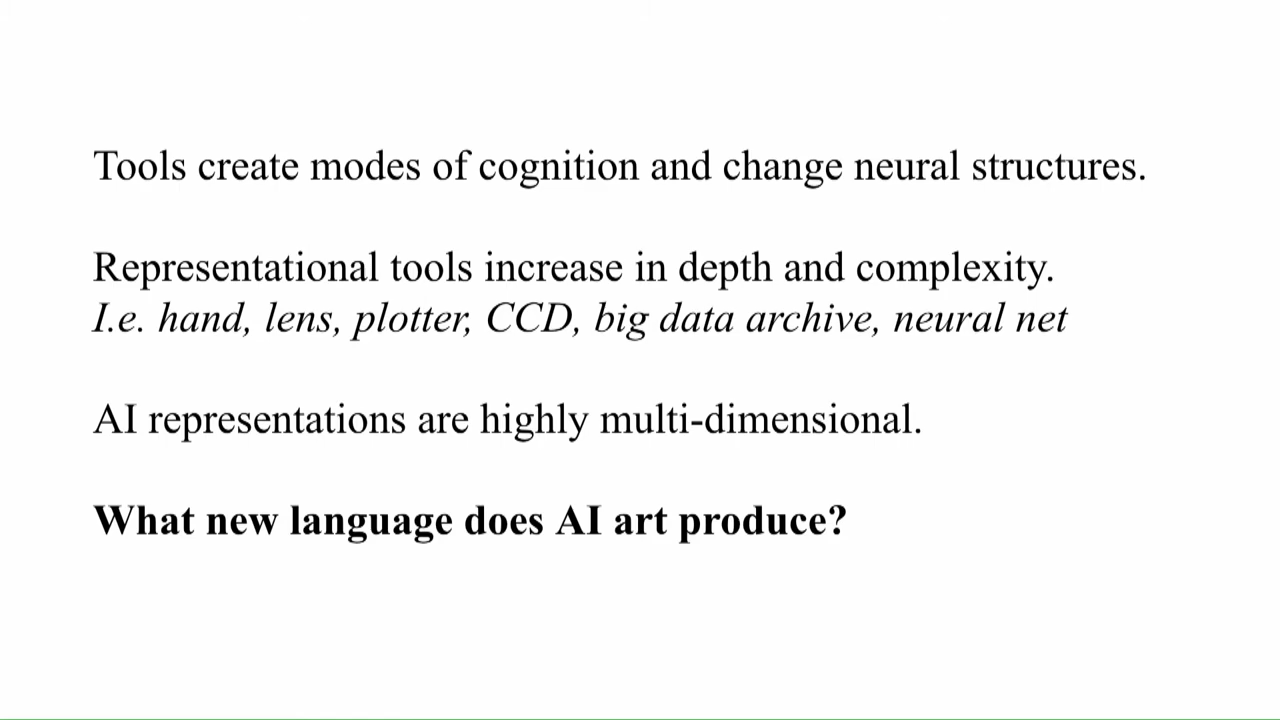 Tools create modes of cognition and change neural structures.
Representational tools increase in depth and complexity.
I.e. hand, lens, plotter, CCD, big data archive, neural net
AI representations are highly multi-dimensional.
What new language does AI art produce?